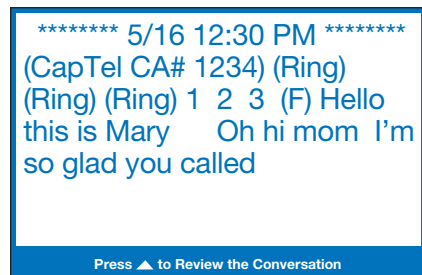 ******** 5/16 12:30 PM ********
(CapTel CA# 1234) (Ring)
(Ring) (Ring) 1 2 3 (F) Hello
this is Mary Oh hi mom I'm
so glad you called
Press ▲ to Review the Conversation